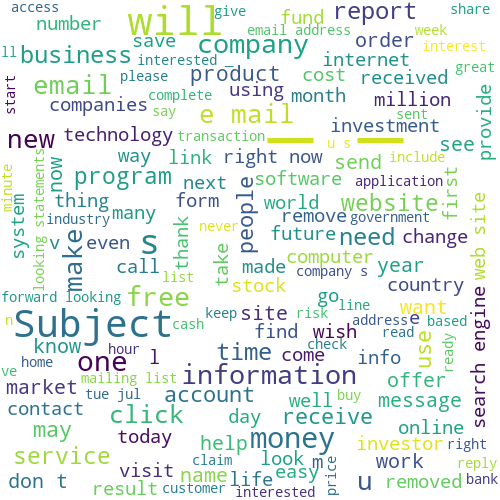 access
give
share
will
fund
report
number
email address
week
save
company
order
interest
business
internet
ll
interested _
great
please
product
cost
received
email
using
month
million
start
companies
complete
e mail
sent
provide
say
investment
new
technology
transaction
u s
see
way
link
right now
send
include
now
program
next
software
application
first
thing
form
people
world
website
minute
looking statements
system
industry
many
remove
government
never
v
even
s
thank
future
need
change
web site
make
call
take
made
computer
list
company s
year
country
forward looking
free
stock
go
want
n
Subject
cash
keep
site
risk
line
address
e
based
find
wish
check
read
use
search engine
know
hour
time
come
info
ready
ve
home
one
l
tue jul
information
market
mailing list
account
buy
offer
contact
click
day
well
receive
message
may
today
help
money
online
service
look
m
investor
right
visit
claim
easy
price
work
reply
don t
result
name
life
u
removed
bank
customer
interested